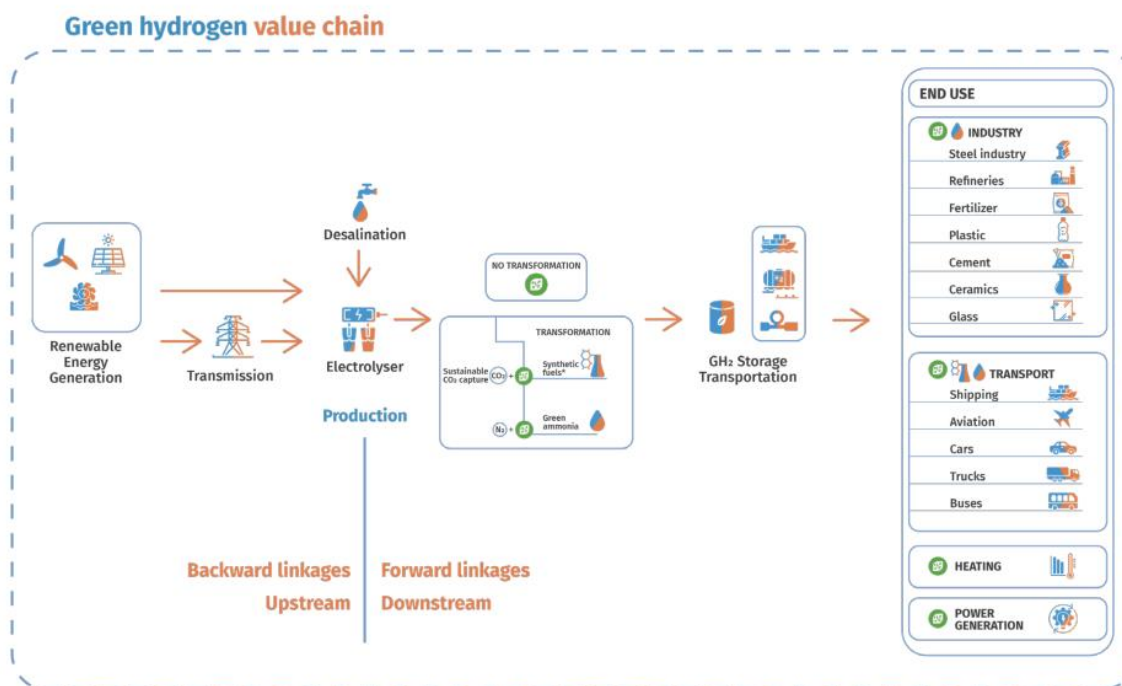 Green hydrogen value chain
Renewable
Energy
Generation
Transmission
Desalination
Electrolyser
Production
NO TRANSFORMATION
TRANSFORMATION
Sustainable
CO₂ capture
CO₂ +
Synthetic
fuels*
N₂ +
Green
ammonia
GH₂ Storage
Transportation
Backward linkages
Upstream
Forward linkages
Downstream
END USE
INDUSTRY
Steel industry
Refineries
Fertilizer
Plastic
Cement
Ceramics
Glass
TRANSPORT
Shipping
Aviation
Cars
Trucks
Buses
HEATING
POWER
GENERATION